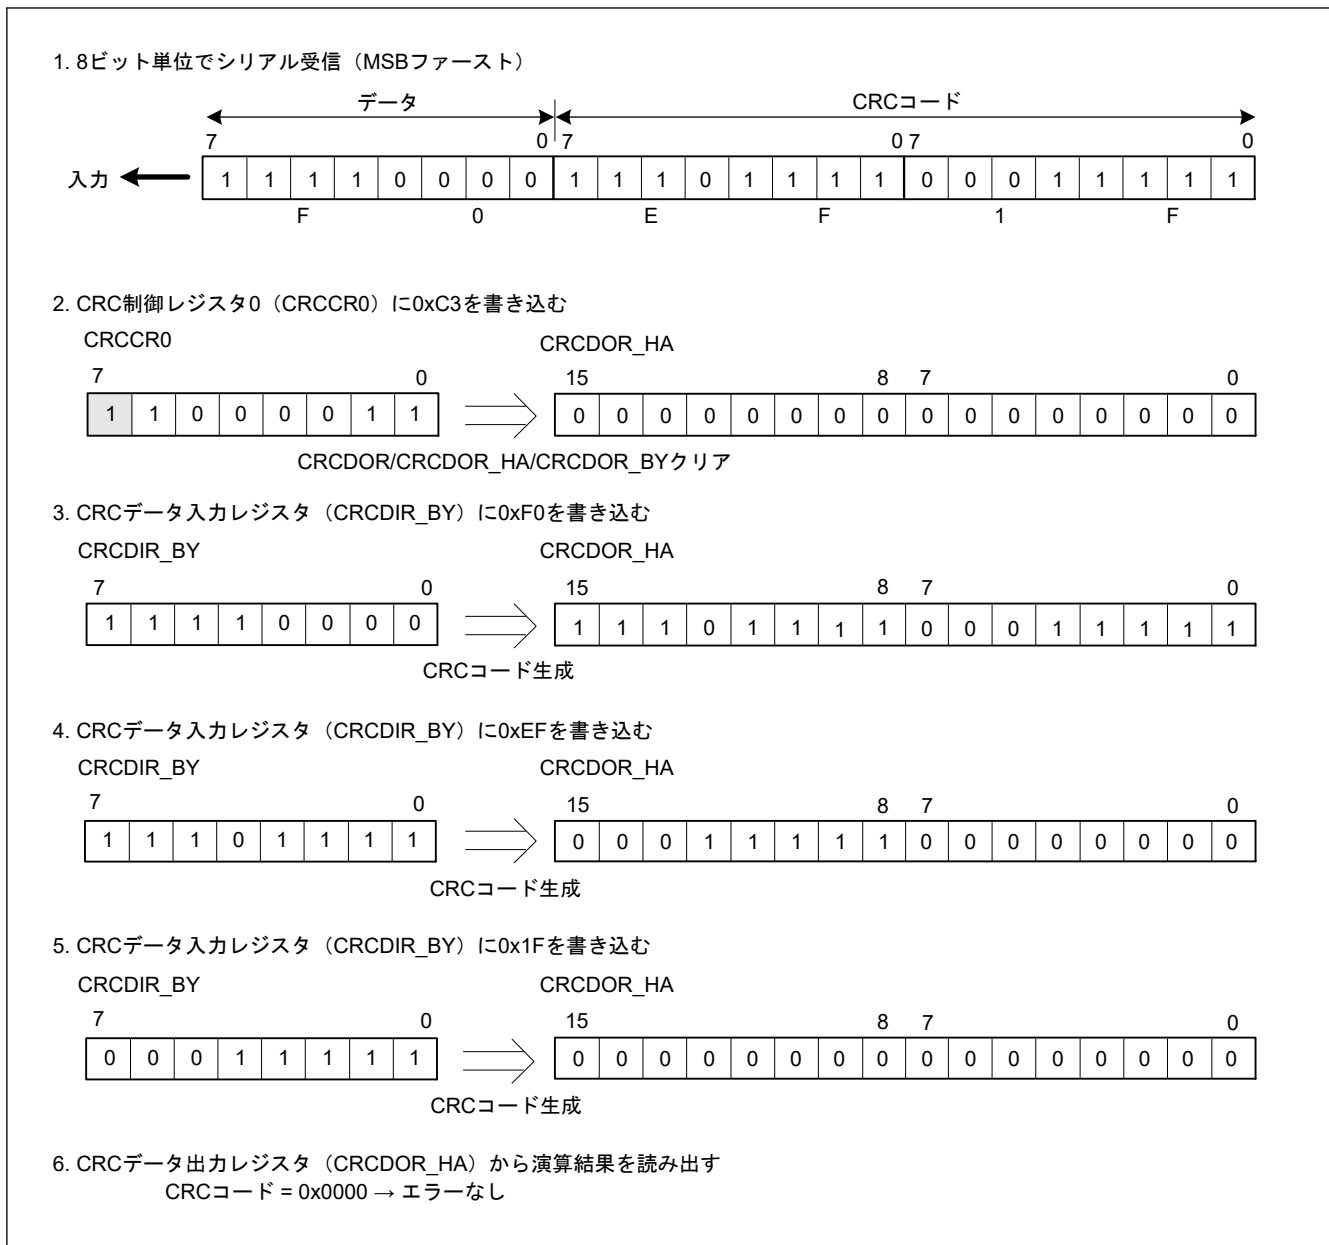 1. 8ビット単位でシリアル受信（MSBファースト）
データ CRCコード
7 0 7 0 7 0
入力 1 1 1 1 0 0 0 0 1 1 1 0 1 1 1 1 0 0 0 1 1 1 1 1
F 0 E F 1 F
2. CRC制御レジスタ0（CRCCR0）に0xC3を書き込む
CRCCR0 CRCDOR_HA
7 0 15 8 7 0
1 1 0 0 0 0 1 1 0 0 0 0 0 0 0 0 0 0 0 0 0 0 0 0
CRCDOR/CRCDOR_HA/CRCDOR_BYクリア
3. CRCデータ入力レジスタ（CRCDIR_BY）に0xF0を書き込む
CRCDIR_BY CRCDOR_HA
7 0 15 8 7 0
1 1 1 1 0 0 0 0 1 1 1 0 1 1 1 1 0 0 0 1 1 1 1 1
CRCコード生成
4. CRCデータ入力レジスタ（CRCDIR_BY）に0xEFを書き込む
CRCDIR_BY CRCDOR_HA
7 0 15 8 7 0
1 1 1 0 1 1 1 1 0 0 0 1 1 1 1 1 0 0 0 0 0 0 0 0
CRCコード生成
5. CRCデータ入力レジスタ（CRCDIR_BY）に0x1Fを書き込む
CRCDIR_BY CRCDOR_HA
7 0 15 8 7 0
0 0 0 1 1 1 1 1 0 0 0 0 0 0 0 0 0 0 0 0 0 0 0 0
CRCコード生成
6. CRCデータ出力レジスタ（CRCDOR_HA）から演算結果を読み出す
CRCコード = 0x0000 → エラーなし